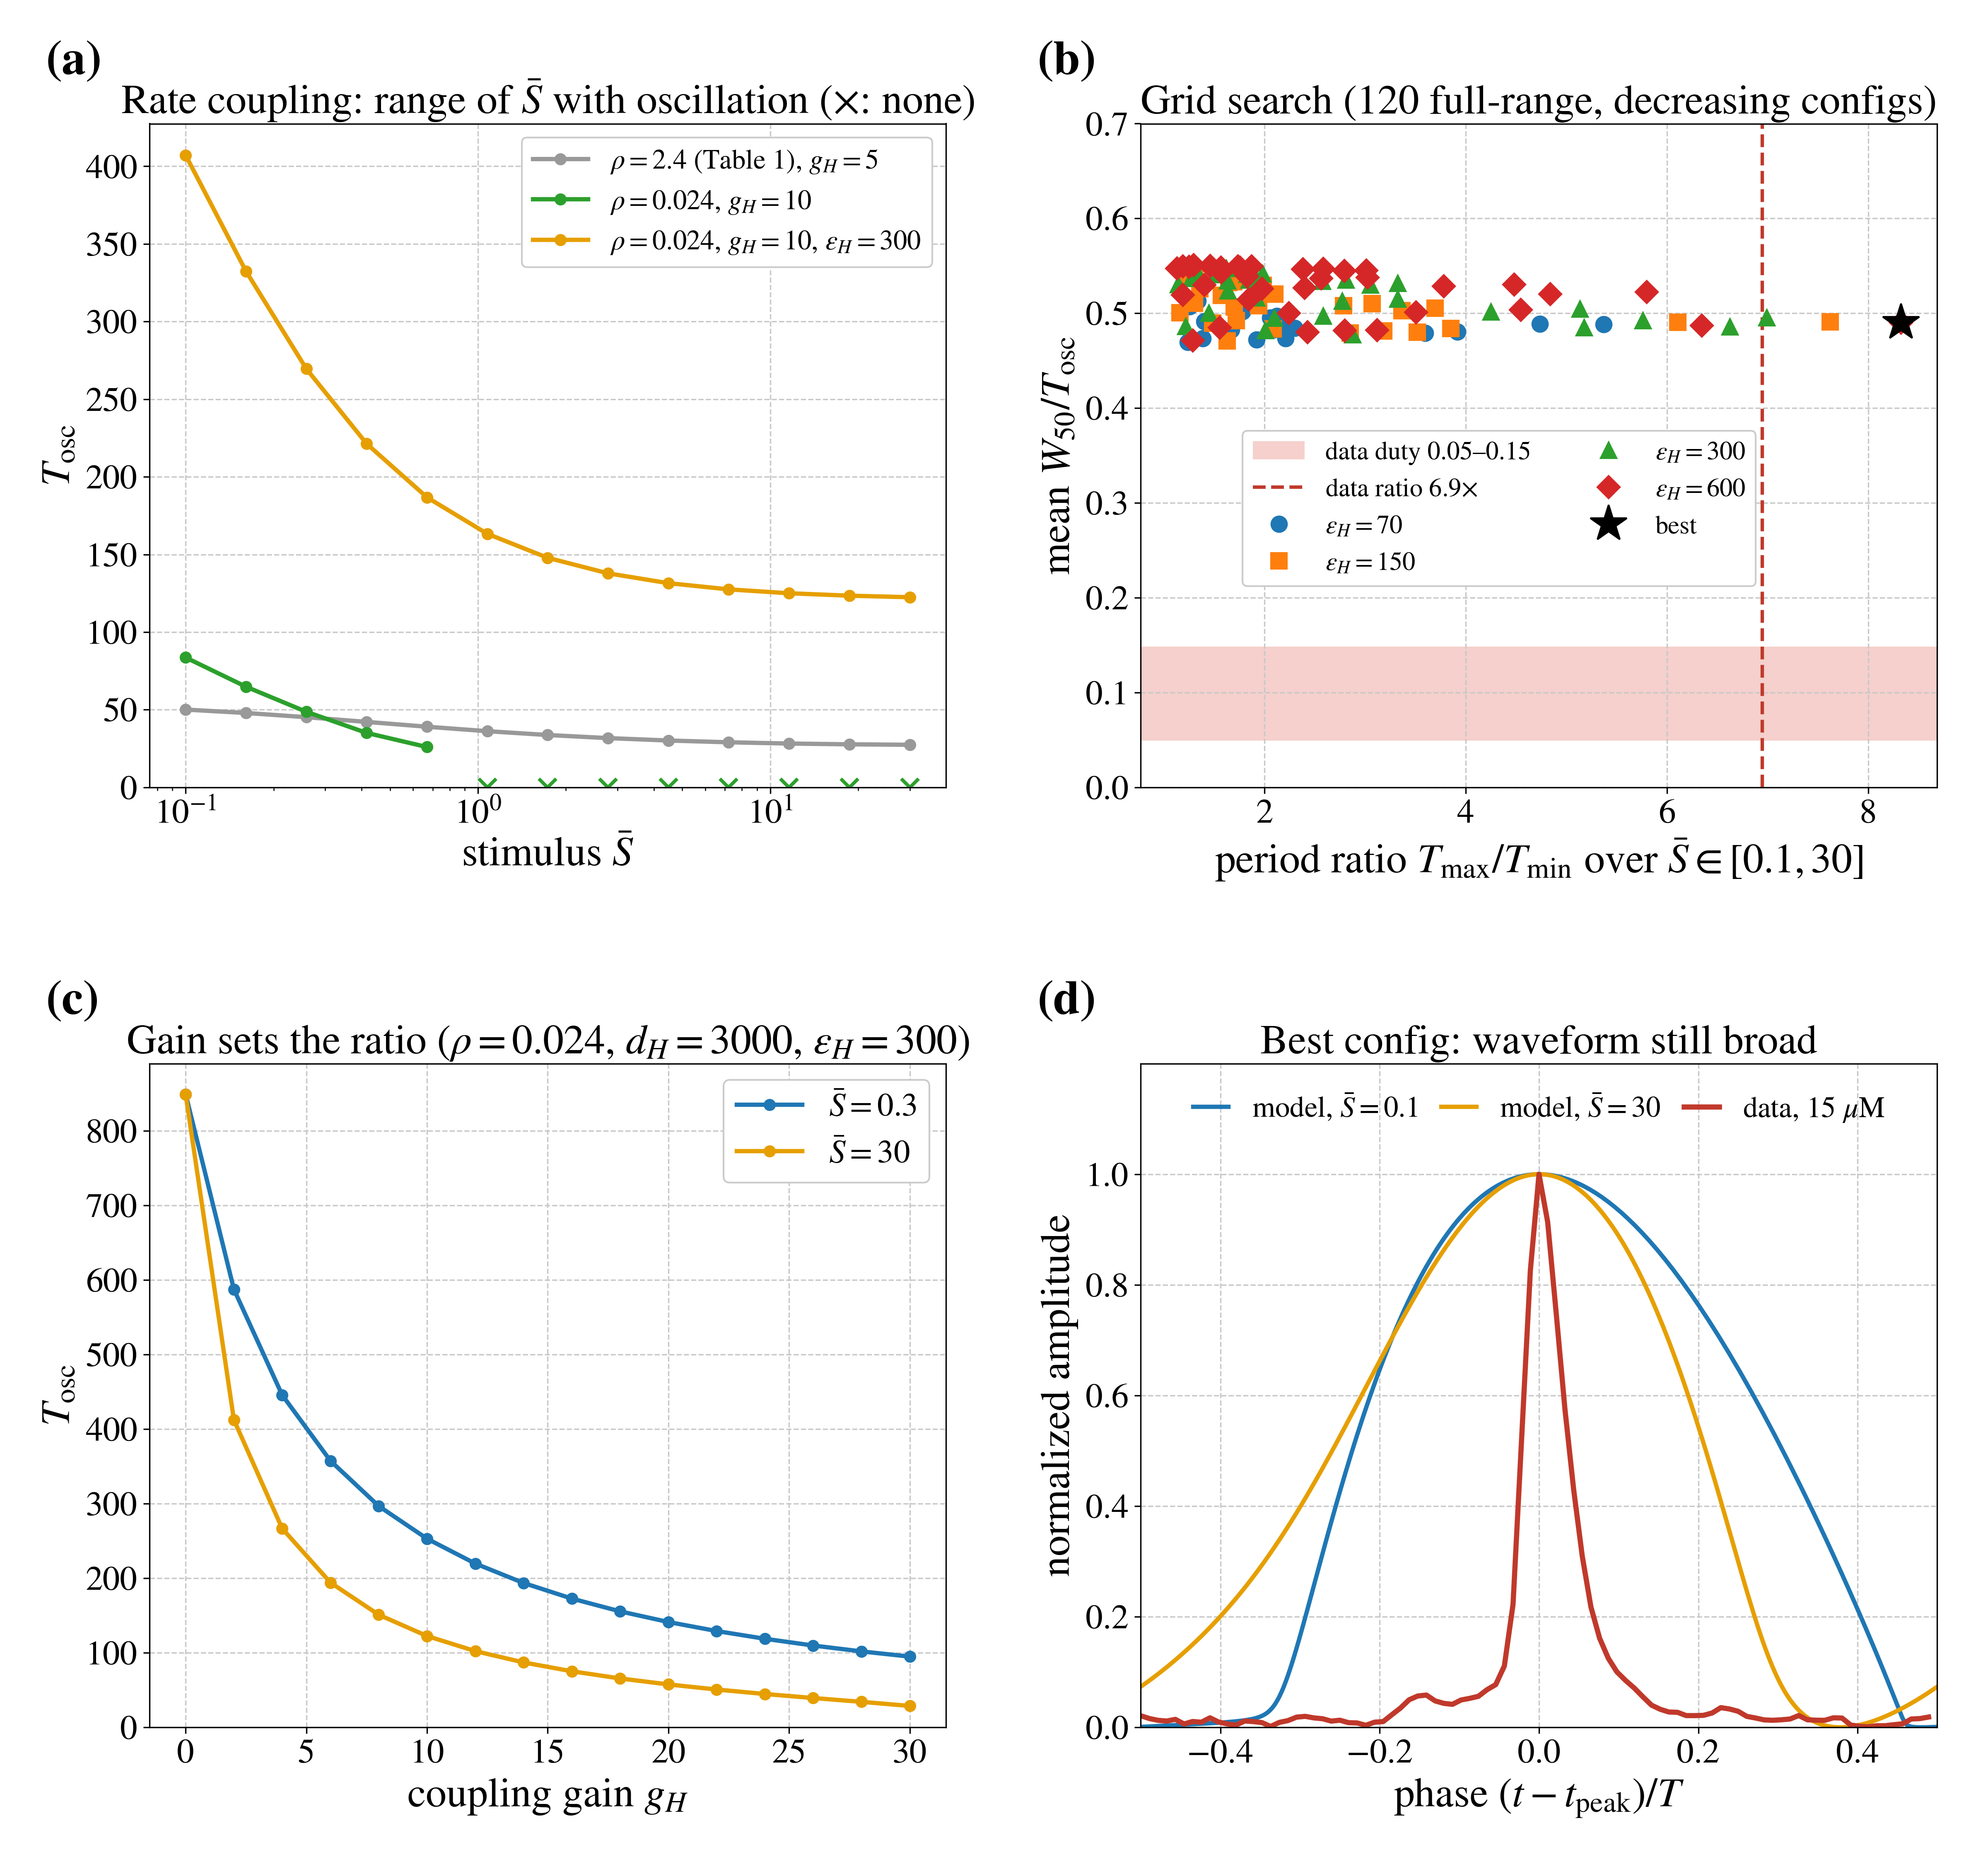 (a)
Rate coupling: range of S̄ with oscillation (×: none)
ρ = 2.4 (Table 1), g_H = 5
ρ = 0.024, g_H = 10
ρ = 0.024, g_H = 10, ε_H = 300
400
350
300
250
200
150
100
50
0
T_osc
10⁻¹ 10⁰ 10¹
stimulus S̄
(b)
Grid search (120 full-range, decreasing configs)
0.7
0.6
0.5
0.4
0.3
0.2
0.1
0.0
mean W₅₀/T_osc
data duty 0.05–0.15
data ratio 6.9×
ε_H = 70
ε_H = 150
ε_H = 300
ε_H = 600
best
2 4 6 8
period ratio T_max/T_min over S̄ ∈ [0.1, 30]
(c)
Gain sets the ratio (ρ = 0.024, d_H = 3000, ε_H = 300)
S̄ = 0.3
S̄ = 30
800
700
600
500
400
300
200
100
0
T_osc
0 5 10 15 20 25 30
coupling gain g_H
(d)
Best config: waveform still broad
model, S̄ = 0.1 model, S̄ = 30 data, 15 μM
1.0
0.8
0.6
0.4
0.2
0.0
normalized amplitude
−0.4 −0.2 0.0 0.2 0.4
phase (t − t_peak)/T